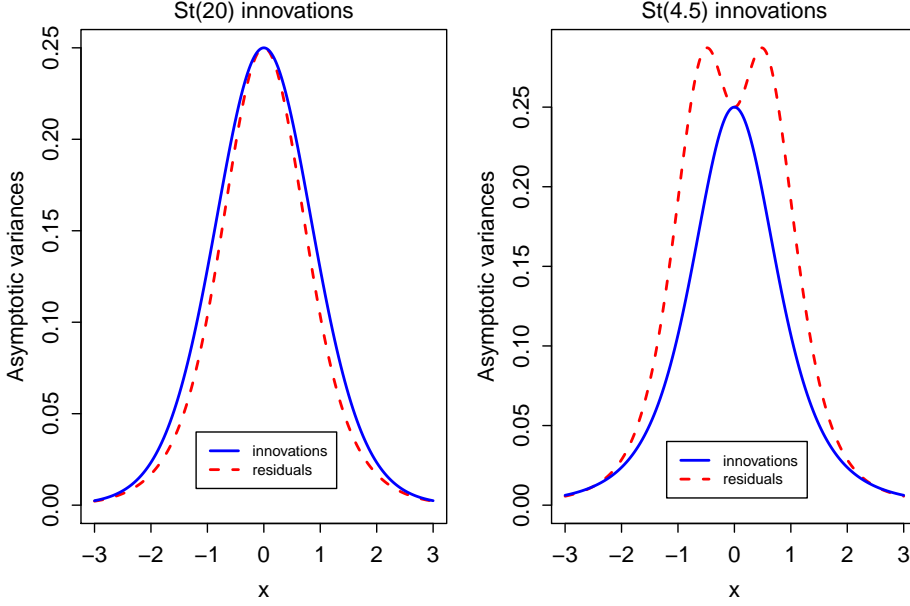 St(20) innovations
Asymptotic variances
0.00 0.05 0.10 0.15 0.20 0.25
innovations
residuals
−3 −2 −1 0 1 2 3
x
St(4.5) innovations
Asymptotic variances
0.00 0.05 0.10 0.15 0.20 0.25
innovations
residuals
−3 −2 −1 0 1 2 3
x